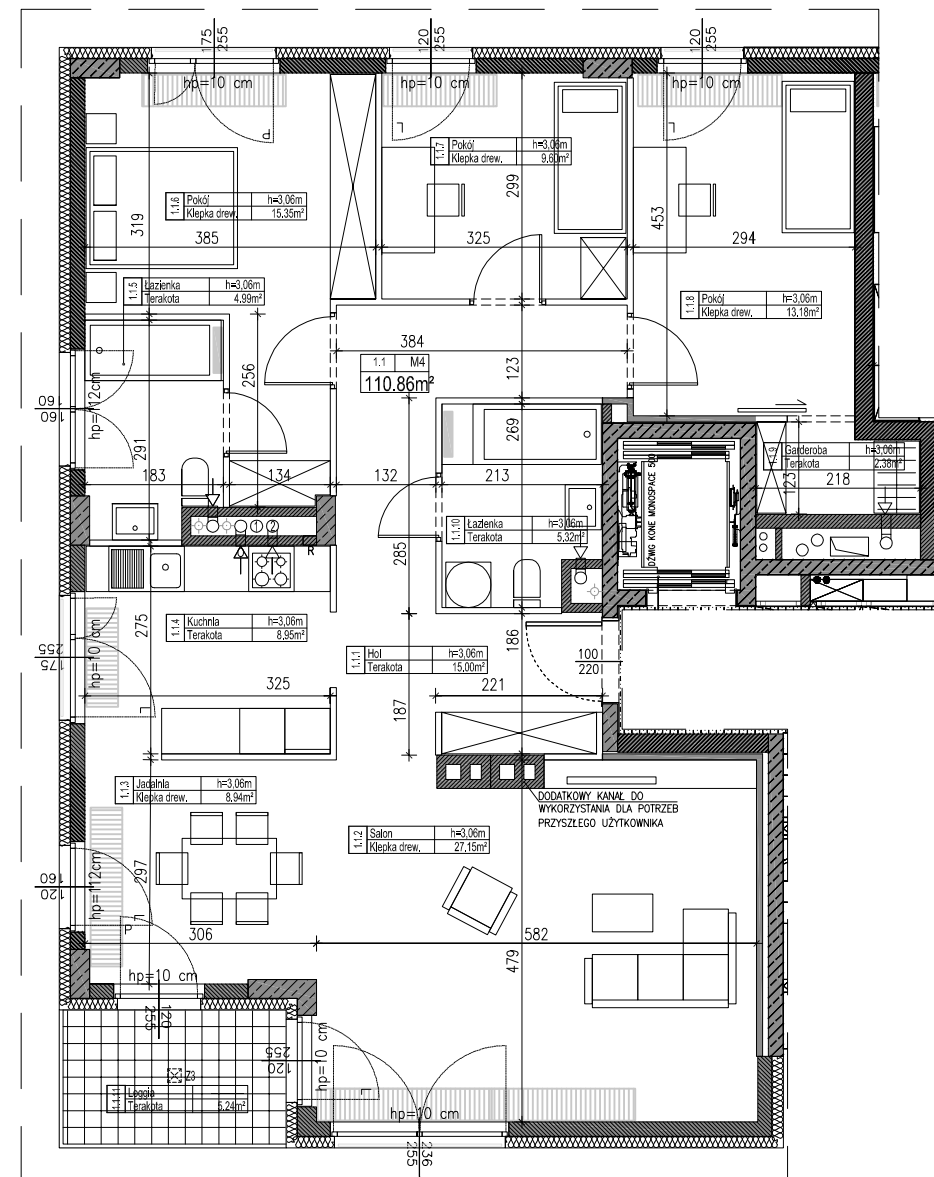 175
255
120
255
120
255
hp=10 cm
hp=10 cm
hp=10 cm
P
L
L
1.1.7 Pokój h=3,06m
Klepka drew. 9,60m²
299
319
1.1.6 Pokój h=3,06m
Klepka drew. 15,35m²
453
385
325
294
1.1.5 Łazienka h=3,06m
Terakota 4,99m²
1.1.8 Pokój h=3,06m
Klepka drew. 13,18m²
384
1.1 M4
110.86m²
256
123
160
160
hp=112cm
291
269
1.1.9 Garderoba h=3,06m
Terakota 2,38m²
183
134
132
213
123
218
DŹWIG KONE MONOSPACE 500
1.1.10 Łazienka h=3,06m
Terakota 5,32m²
1
2
R
285
275
1.1.4 Kuchnia h=3,06m
Terakota 8,95m²
186
255
175
hp=10 cm
1.1.1 Hol h=3,06m
Terakota 15,00m²
100
220
325
221
187
L
1.1.3 Jadalnia h=3,06m
Klepka drew. 8,94m²
DODATKOWY KANAŁ DO
WYKORZYSTANIA DLA POTRZEB
PRZYSZŁEGO UŻYTKOWNIKA
1.1.2 Salon h=3,06m
Klepka drew. 27,15m²
160
120
hp=112cm
297
L
P
306
582
479
hp=10 cm
120
255
255
120
hp=10 cm
Z3
L
1.1.11 Loggia
Terakota 5,24m²
hp=10 cm
255
236